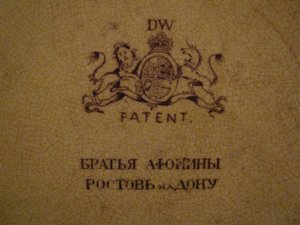 DW
PATENT.
БРАТЬЯ АФОНИНЫ
РОСТОВЪ Н/ДОНУ